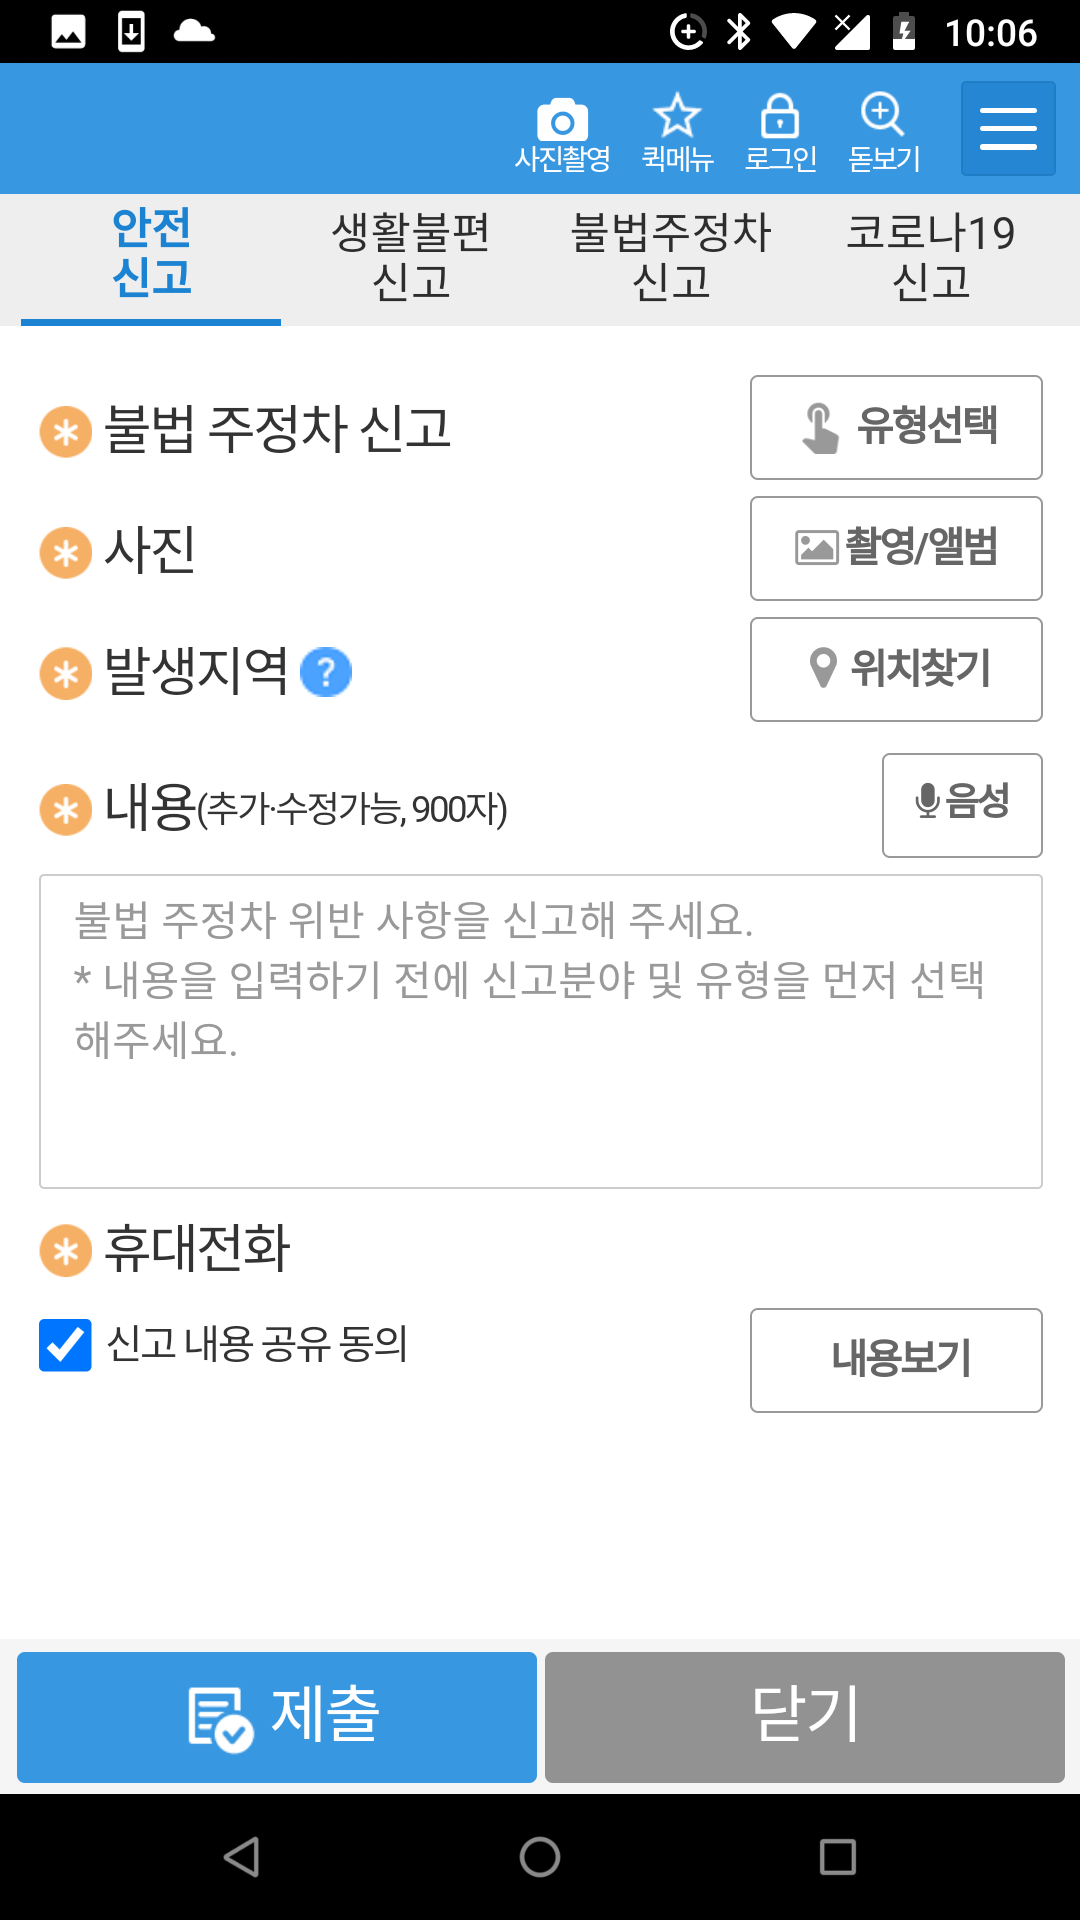 10:06
사진촬영 퀵메뉴 로그인 돋보기
안전 신고
생활불편 신고
불법주정차 신고
코로나19 신고
불법 주정차 신고 유형선택
사진 촬영/앨범
발생지역 ? 위치찾기
내용(추가·수정가능, 900자) 음성
불법 주정차 위반 사항을 신고해 주세요.
* 내용을 입력하기 전에 신고분야 및 유형을 먼저 선택
해주세요.
휴대전화
신고 내용 공유 동의 내용보기
제출 닫기